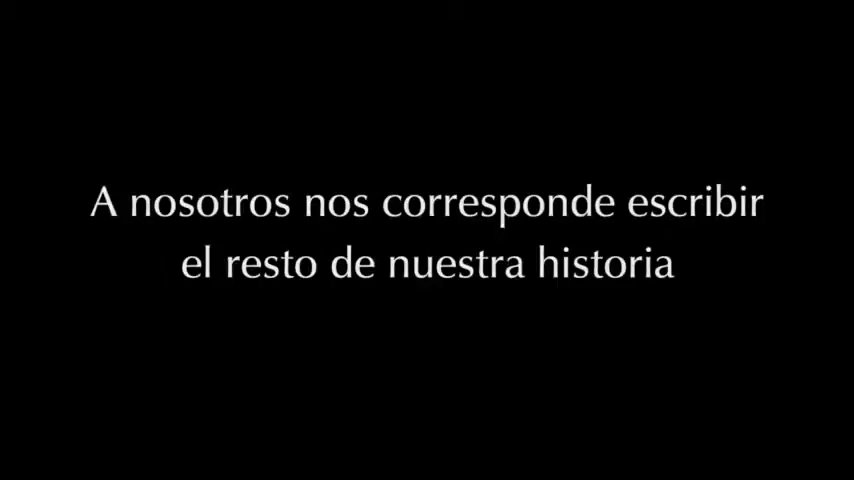 A nosotros nos corresponde escribir
el resto de nuestra historia